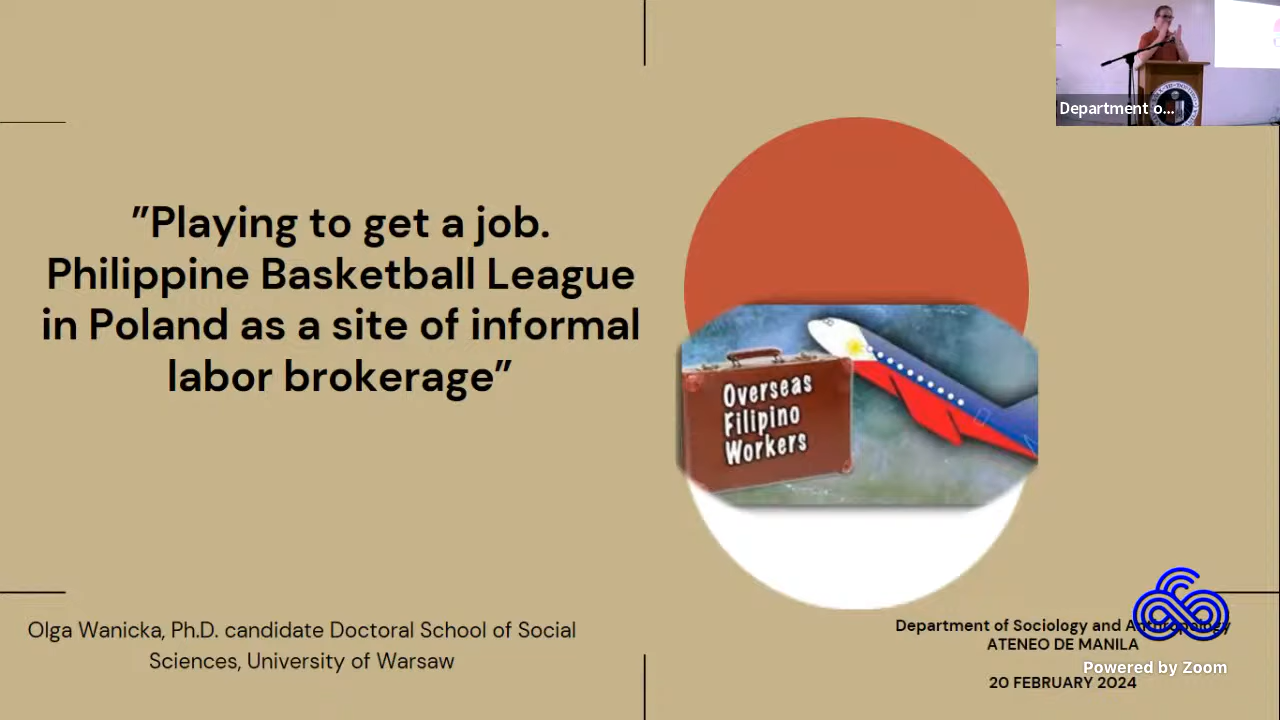 Department o...
”Playing to get a job.
Philippine Basketball League
in Poland as a site of informal
labor brokerage”
Overseas
Filipino
Workers
Olga Wanicka, Ph.D. candidate Doctoral School of Social
Sciences, University of Warsaw
Department of Sociology and Anthropology
ATENEO DE MANILA
Powered by Zoom
20 FEBRUARY 2024